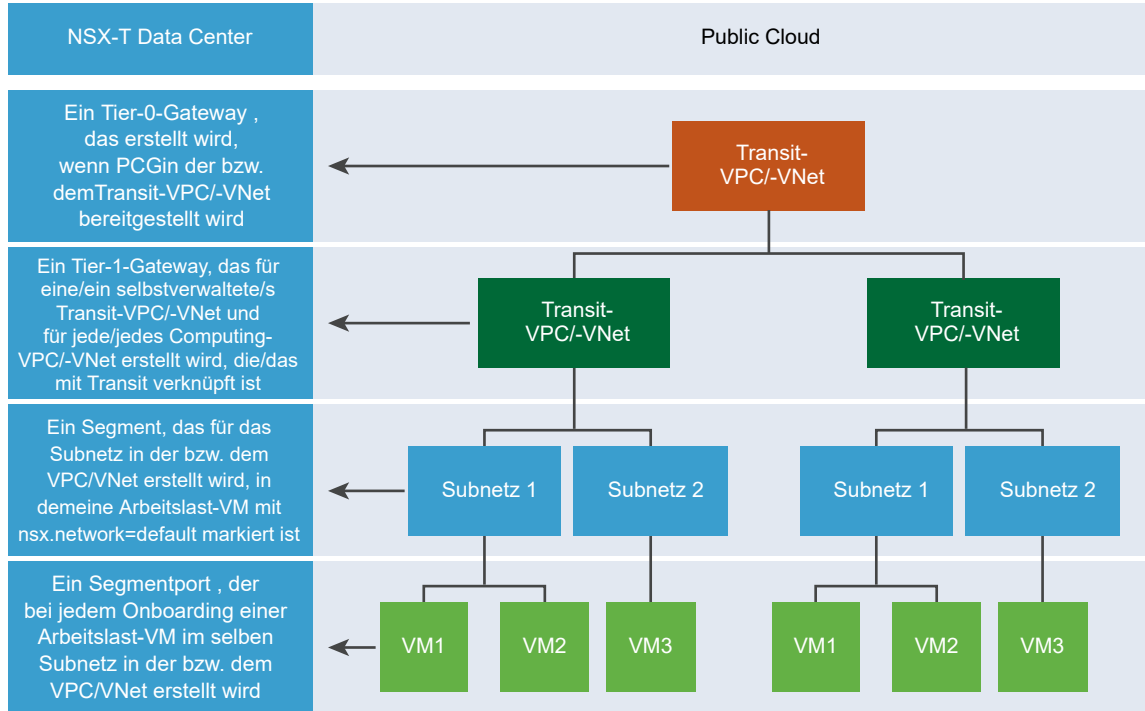 NSX-T Data Center
Public Cloud
Ein Tier-0-Gateway ,
das erstellt wird,
wenn PCGin der bzw.
demTransit-VPC/-VNet
bereitgestellt wird
Transit-
VPC/-VNet
Ein Tier-1-Gateway, das für
eine/ein selbstverwaltete/s
Transit-VPC/-VNet und
für jede/jedes Computing-
VPC/-VNet erstellt wird, die/das
mit Transit verknüpft ist
Transit-
VPC/-VNet
Transit-
VPC/-VNet
Ein Segment, das für das
Subnetz in der bzw. dem
VPC/VNet erstellt wird, in
demeine Arbeitslast-VM mit
nsx.network=default markiert ist
Subnetz 1
Subnetz 2
Subnetz 1
Subnetz 2
Ein Segmentport , der
bei jedem Onboarding einer
Arbeitslast-VM im selben
Subnetz in der bzw. dem
VPC/VNet erstellt wird
VM1
VM2
VM3
VM1
VM2
VM3